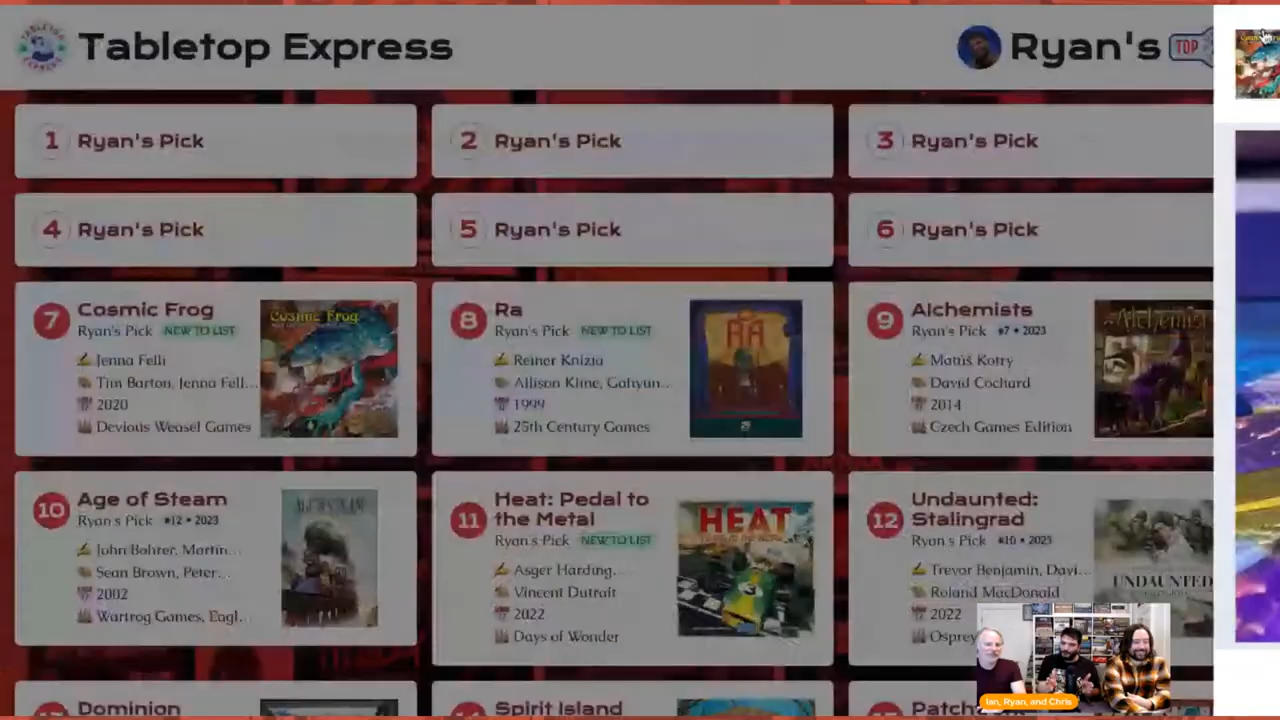 Tabletop Express
Ryan's TOP
1 Ryan's Pick
2 Ryan's Pick
3 Ryan's Pick
4 Ryan's Pick
5 Ryan's Pick
6 Ryan's Pick
7 Cosmic Frog
Ryan's Pick NEW TO LIST
Jenna Felli
Tim Barton, Jenna Fell...
2020
Devious Weasel Games
Cosmic Frog
8 Ra
Ryan's Pick NEW TO LIST
Reiner Knizia
Allison Kline, Gahyun...
1999
25th Century Games
RA
9 Alchemists
Ryan's Pick #7 • 2023
Matúš Kotry
David Cochard
2014
Czech Games Edition
Alchemist
10 Age of Steam
Ryan's Pick #12 • 2023
John Bohrer, Martin...
Sean Brown, Peter...
2002
Warfrog Games, Eagl...
11 Heat: Pedal to
the Metal
Ryan's Pick NEW TO LIST
Asger Harding...
Vincent Dutrait
2022
Days of Wonder
HEAT
12 Undaunted:
Stalingrad
Ryan's Pick #10 • 2023
Trevor Benjamin, Davi...
Roland MacDonald
2022
Osprey
UNDAUNTED
Dominion
Spirit Island
Patch
Ian, Ryan, and Chris